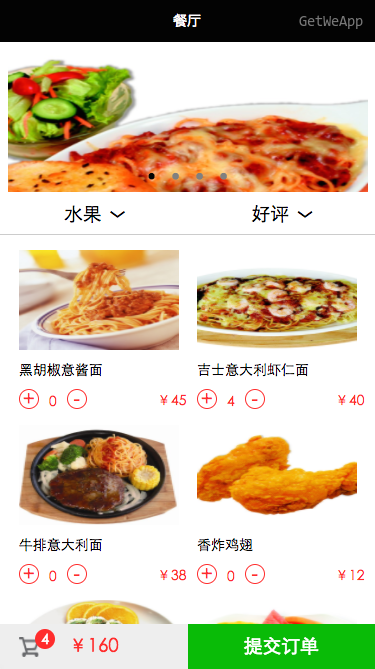 餐厅
GetWeApp
水果
好评
黑胡椒意酱面
+ 0 - ￥45
吉士意大利虾仁面
+ 4 - ￥40
牛排意大利面
+ 0 - ￥38
香炸鸡翅
+ 0 - ￥12
4
￥160
提交订单